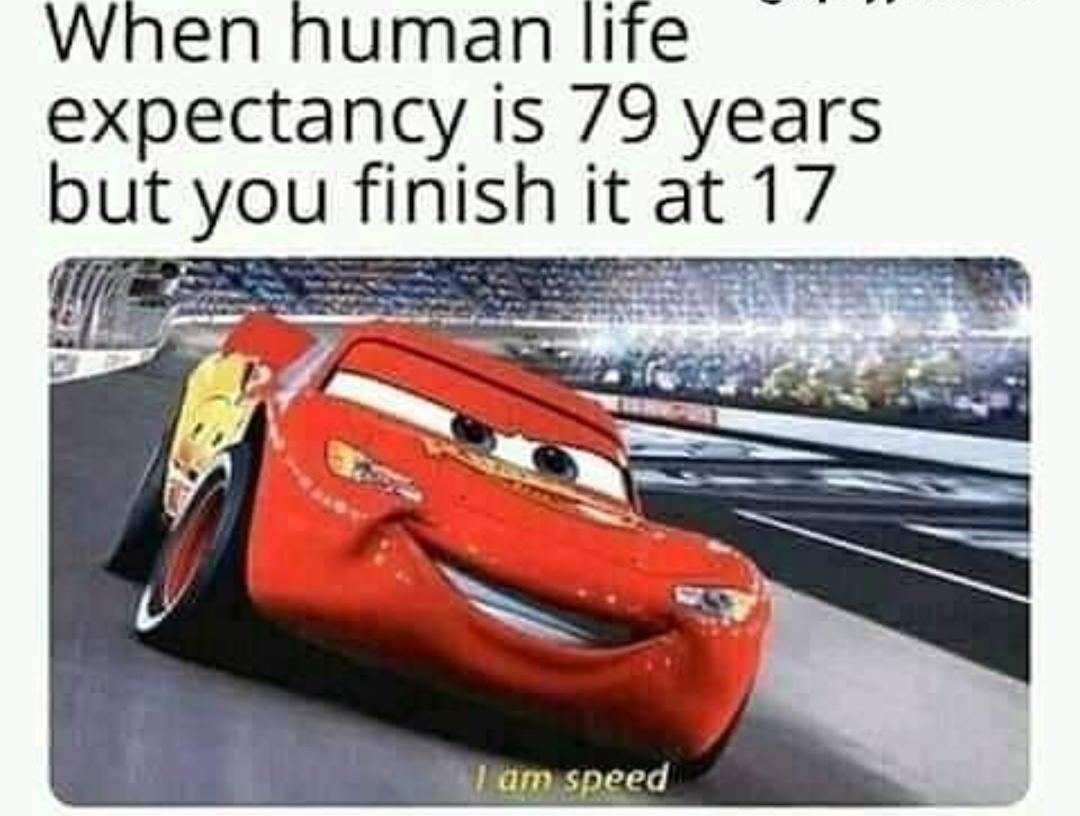 When human life
expectancy is 79 years
but you finish it at 17
I am speed